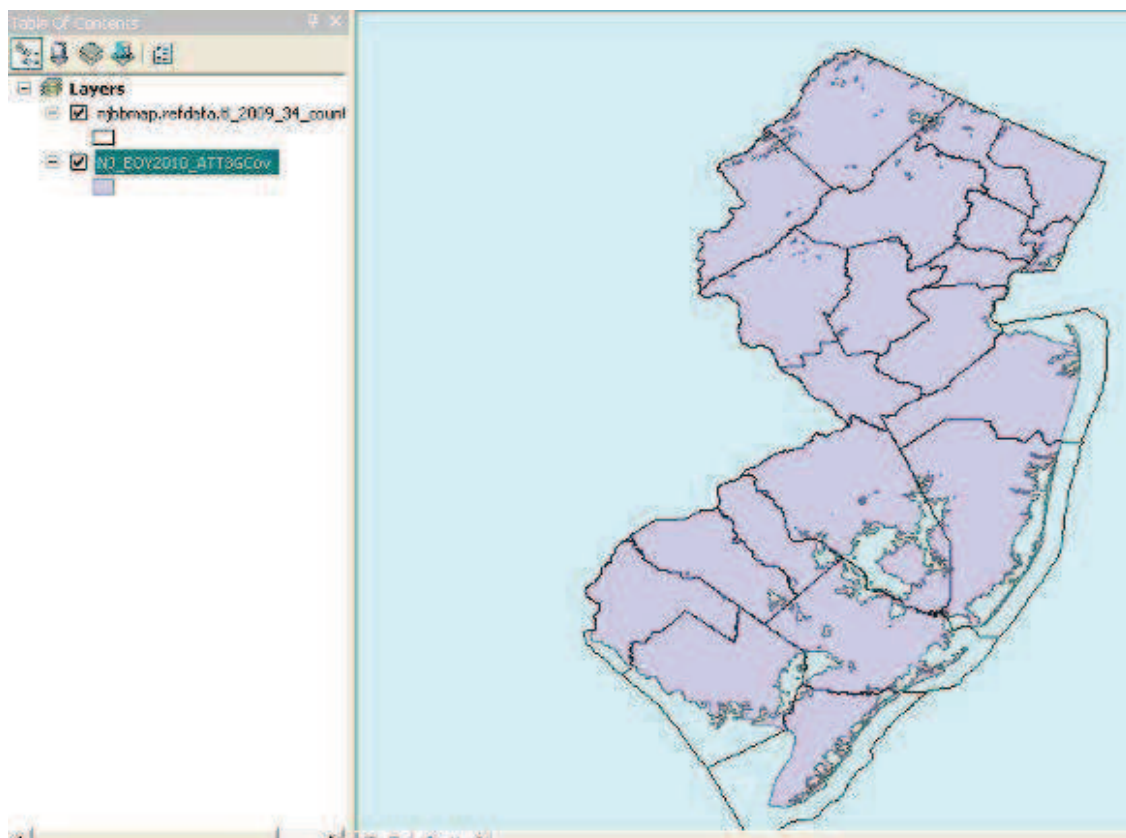 Table Of Contents
Layers
njbbmap.refdata.tl_2009_34_count
NJ_EOY2010_ATT3GCov